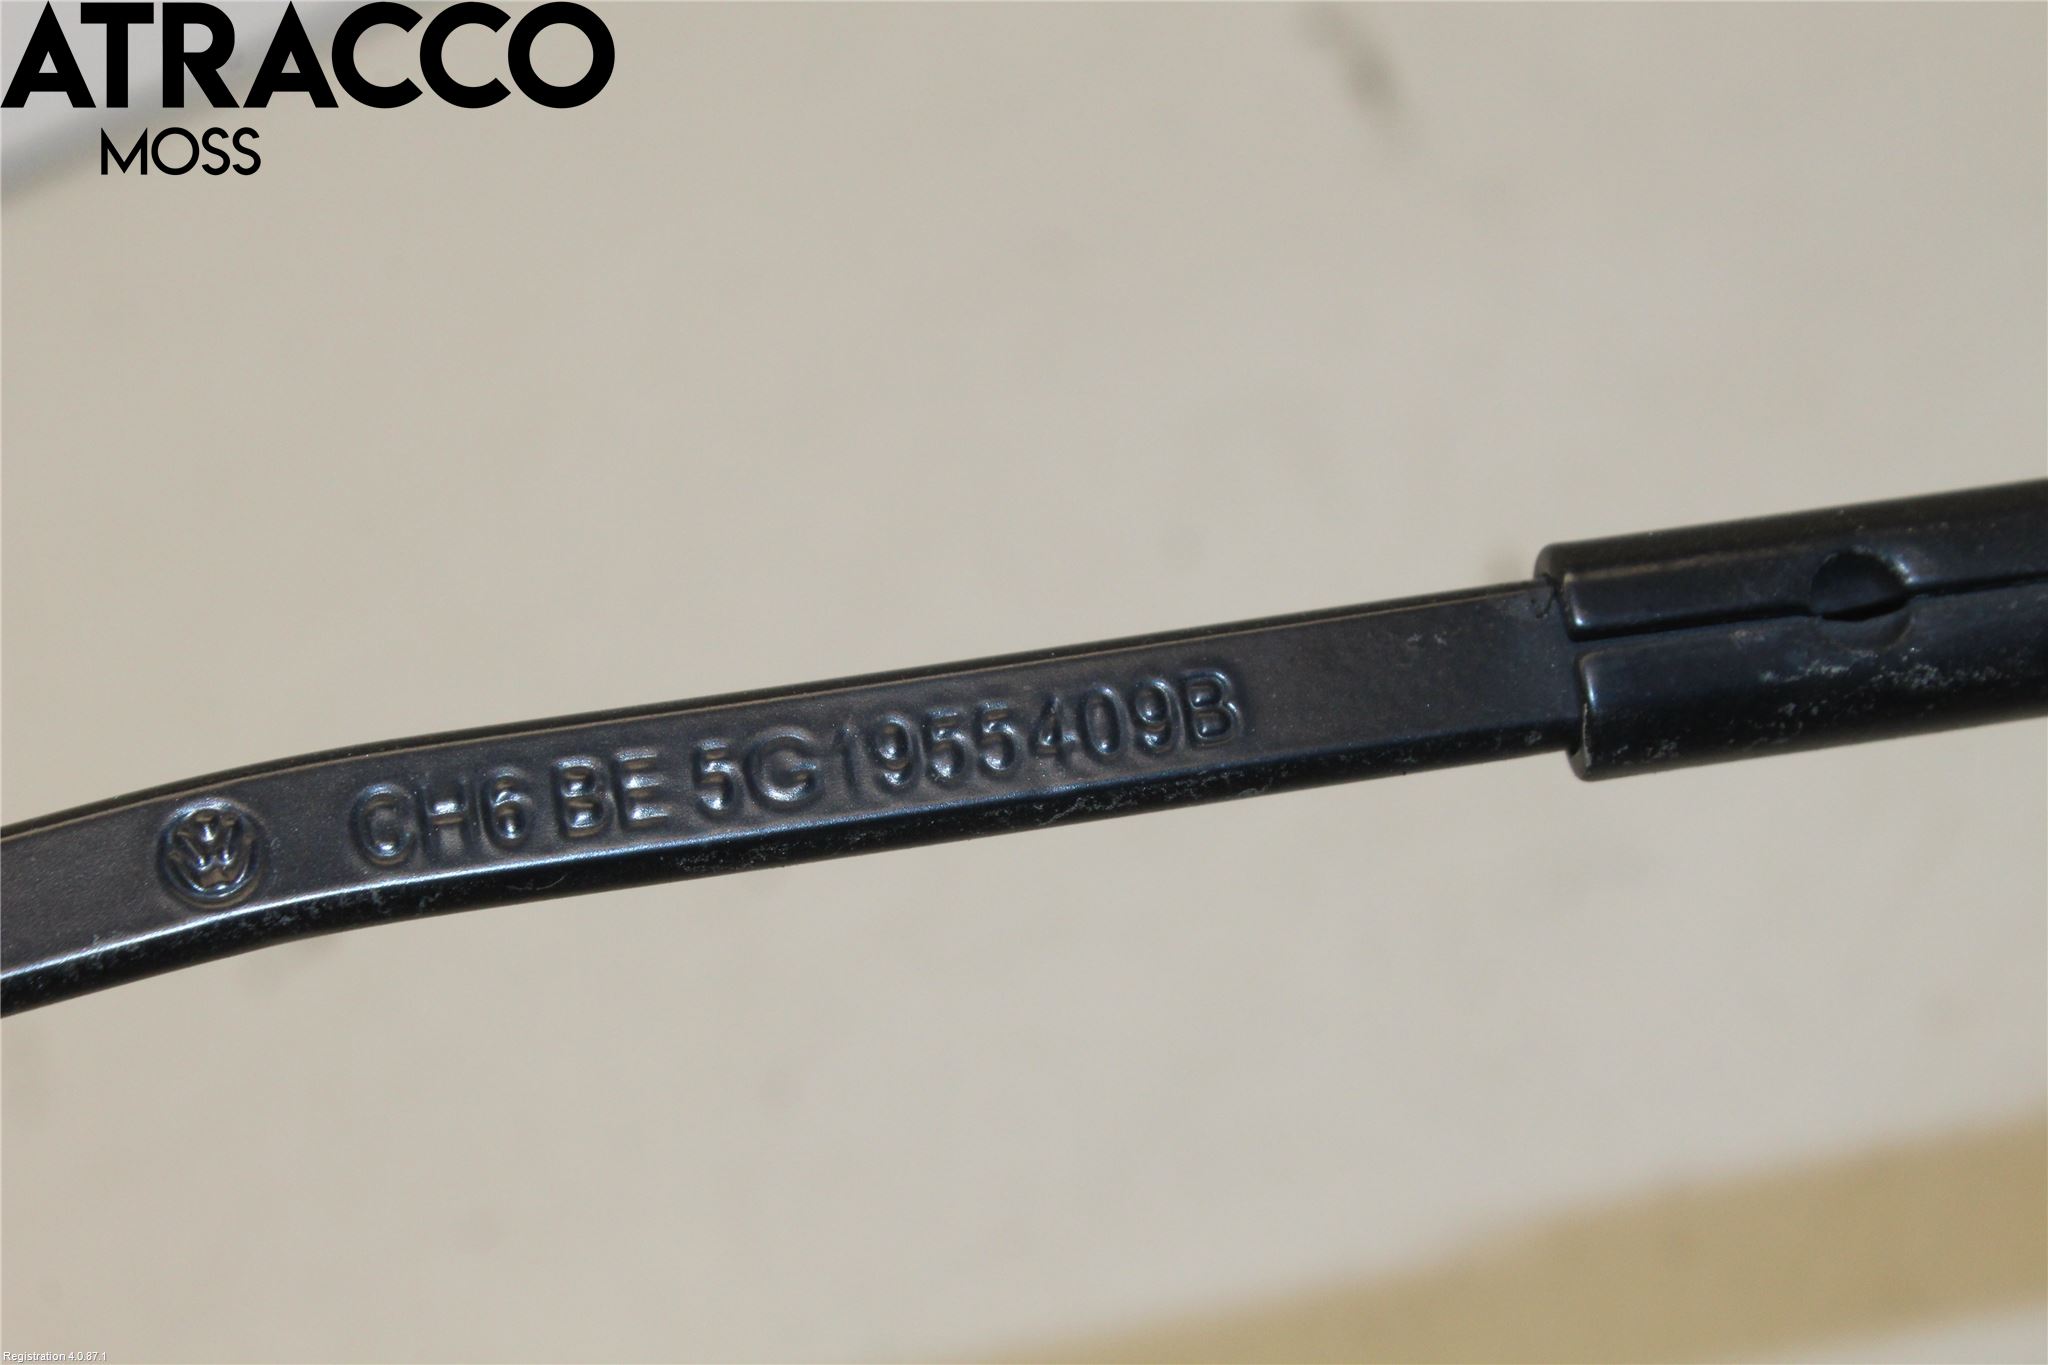 ATRACCO
MOSS
CH6 BE 5G1955409B
Registration 4.0.87.1